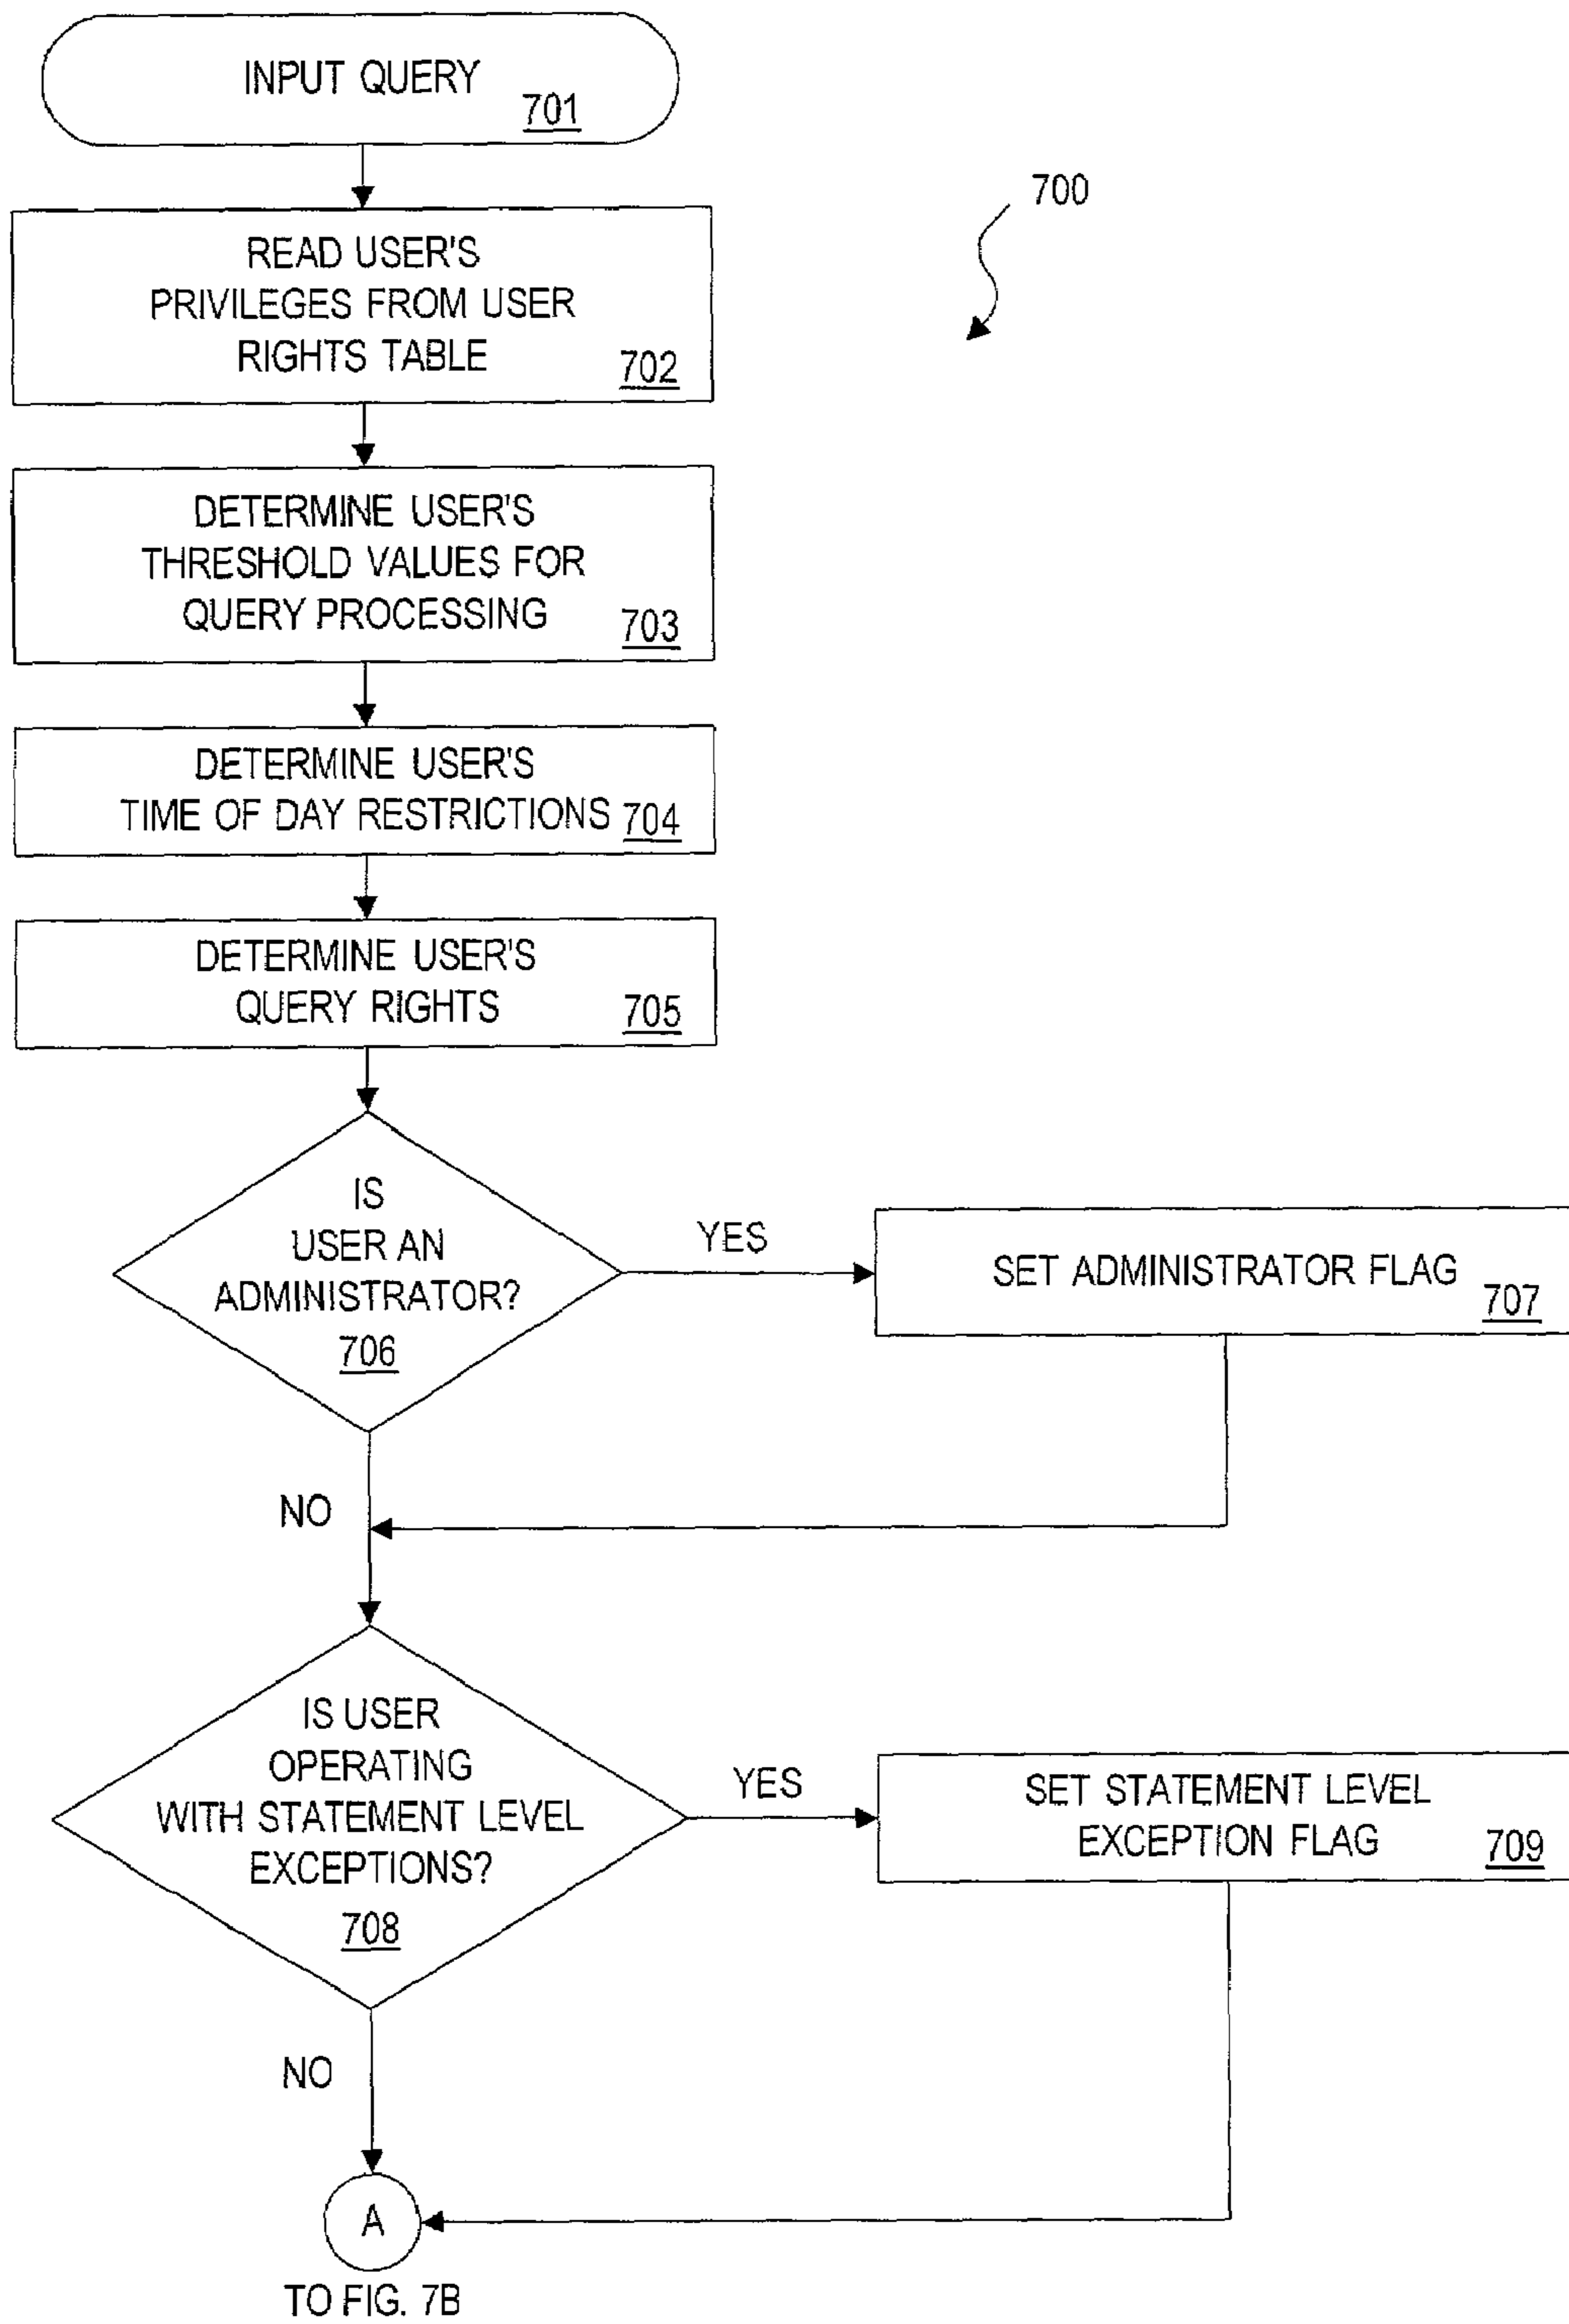 INPUT QUERY
701
700
READ USER'S
PRIVILEGES FROM USER
RIGHTS TABLE
702
DETERMINE USER'S
THRESHOLD VALUES FOR
QUERY PROCESSING
703
DETERMINE USER'S
TIME OF DAY RESTRICTIONS 704
DETERMINE USER'S
QUERY RIGHTS
705
IS
USER AN
ADMINISTRATOR?
706
YES
SET ADMINISTRATOR FLAG
707
NO
IS USER
OPERATING
WITH STATEMENT LEVEL
EXCEPTIONS?
708
YES
SET STATEMENT LEVEL
EXCEPTION FLAG
709
NO
A
TO FIG. 7B